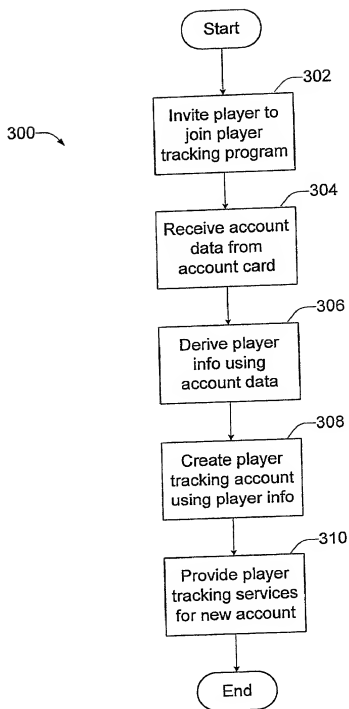 Start
302
Invite player to
join player
tracking program
300
304
Receive account
data from
account card
306
Derive player
info using
account data
308
Create player
tracking account
using player info
310
Provide player
tracking services
for new account
End